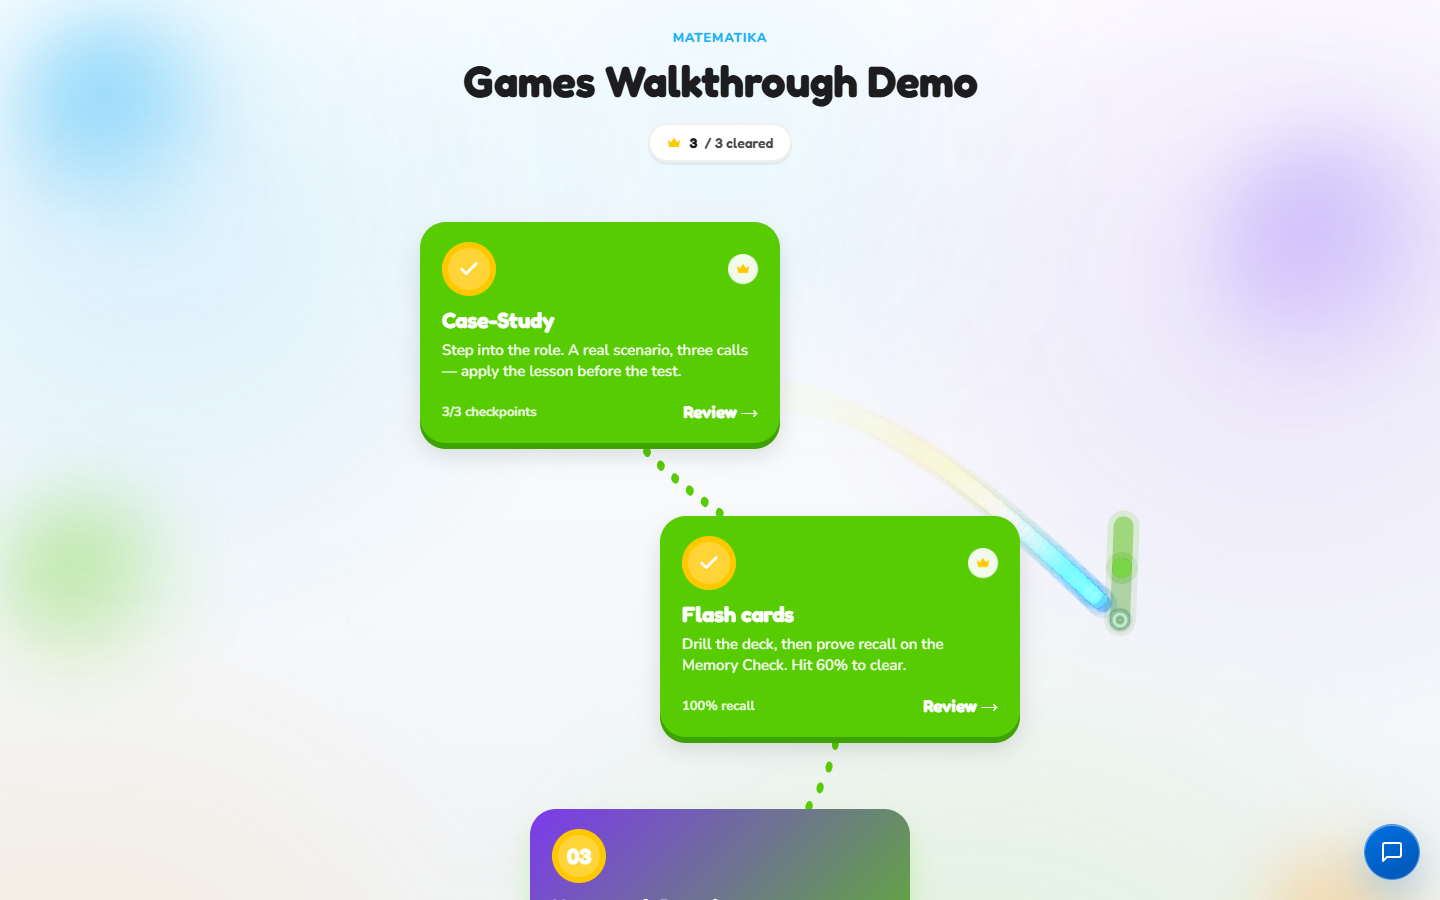 MATEMATIKA
Games Walkthrough Demo
3 / 3 cleared
Case-Study
Step into the role. A real scenario, three calls
— apply the lesson before the test.
3/3 checkpoints
Review →
Flash cards
Drill the deck, then prove recall on the
Memory Check. Hit 60% to clear.
100% recall
Review →
03